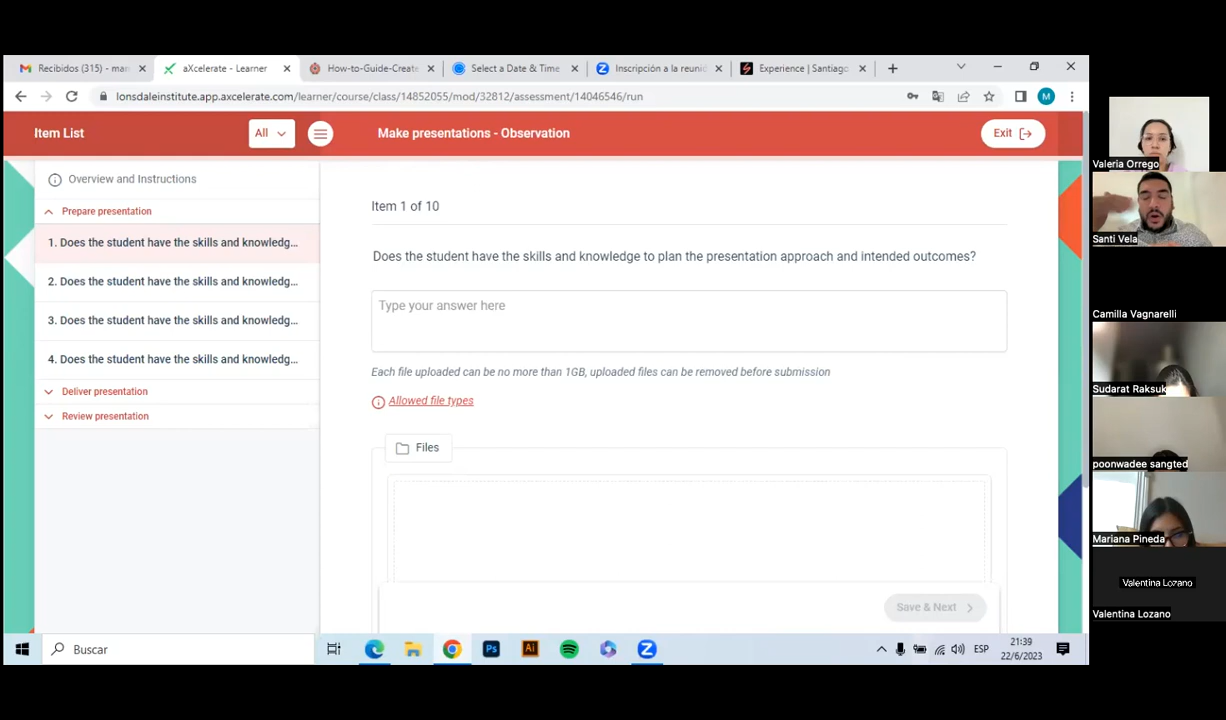 Recibidos (315) - man
aXcelerate - Learner
How-to-Guide-Create
Select a Date & Time
Inscripción a la reunió
Experience | Santiago
lonsdaleinstitute.app.axcelerate.com/learner/course/class/14852055/mod/32812/assessment/14046546/run
M
Item List
All
Make presentations - Observation
Exit
Overview and Instructions
Prepare presentation
1. Does the student have the skills and knowledg...
2. Does the student have the skills and knowledg...
3. Does the student have the skills and knowledg...
4. Does the student have the skills and knowledg...
Deliver presentation
Review presentation
Item 1 of 10
Does the student have the skills and knowledge to plan the presentation approach and intended outcomes?
Type your answer here
Each file uploaded can be no more than 1GB, uploaded files can be removed before submission
Allowed file types
Files
Save & Next
Buscar
Ps
Ai
ESP
21:39
22/6/2023
Valeria Orrego
Santi Vela
Camilla Vagnarelli
Sudarat Raksuk
poonwadee sangted
Mariana Pineda
Valentina Lozano
Valentina Lozano